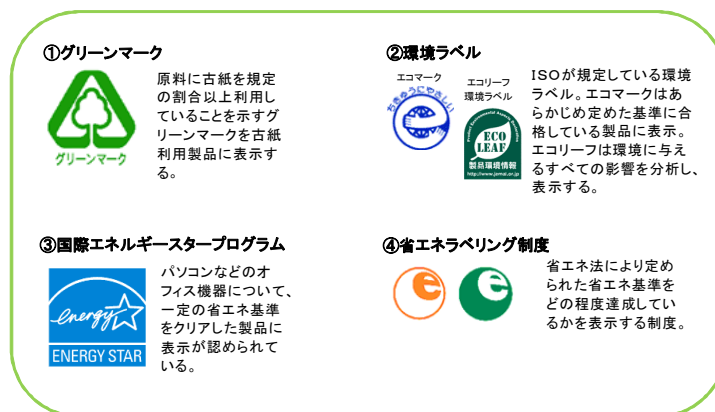 ①グリーンマーク
原料に古紙を規定
の割合以上利用し
ていることを示すグ
リーンマークを古紙
利用製品に表示す
る。
グリーンマーク
②環境ラベル
エコマーク
ちきゅうにやさしい
エコリーフ
環境ラベル
ECO
LEAF
製品環境情報
http://www.jemai.or.jp
ISOが規定している環境
ラベル。エコマークはあ
らかじめ定めた基準に合
格している製品に表示。
エコリーフは環境に与え
るすべての影響を分析し、
表示する。
③国際エネルギースタープログラム
energy
ENERGY STAR
パソコンなどのオ
フィス機器について、
一定の省エネ基準
をクリアした製品に
表示が認められて
いる。
④省エネラベリング制度
e
e
省エネ法により定め
られた省エネ基準を
どの程度達成してい
るかを表示する制度。